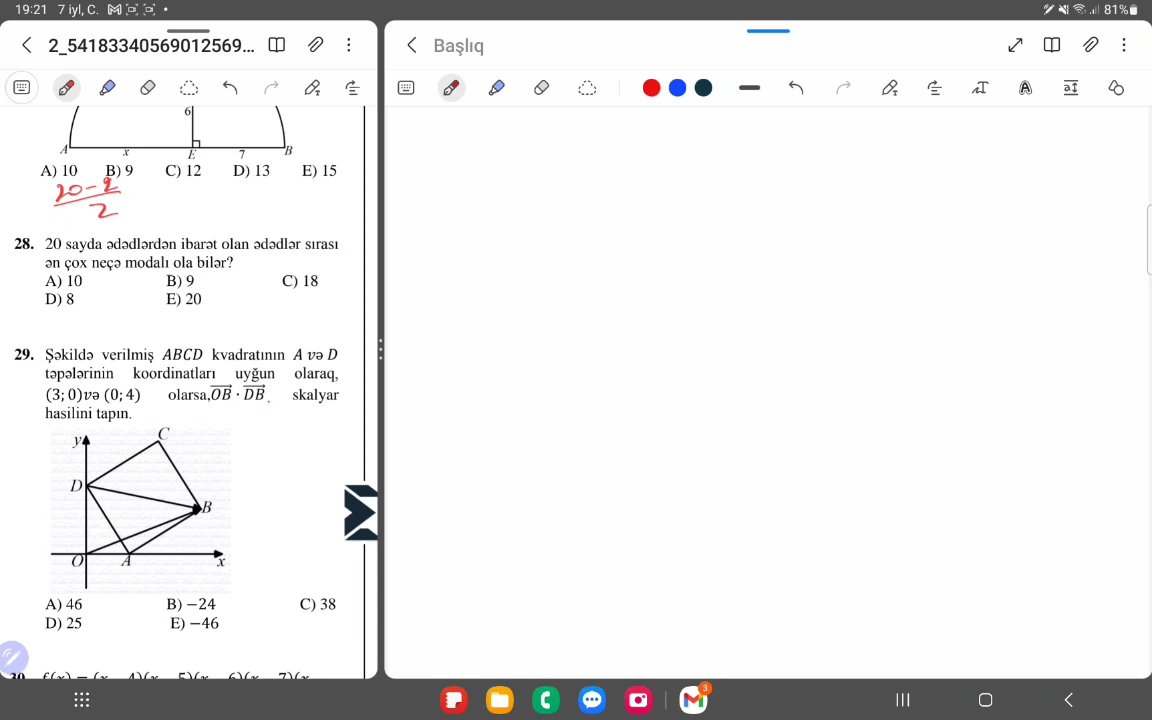 19:21 7 iyl, C. 81%
2_54183340569012569...
Başlıq
6
A x E 7 B
A) 10 B) 9 C) 12 D) 13 E) 15
20-2
2
28. 20 sayda ədədlərdən ibarət olan ədədlər sırası
ən çox neçə modalı ola bilər?
A) 10 B) 9 C) 18
D) 8 E) 20
29. Şəkildə verilmiş ABCD kvadratının A və D
təpələrinin koordinatları uyğun olaraq,
(3; 0)və (0; 4) olarsa,OB · DB skalyar
hasilini tapın.
y C
D
B
O A x
A) 46 B) −24 C) 38
D) 25 E) −46
3